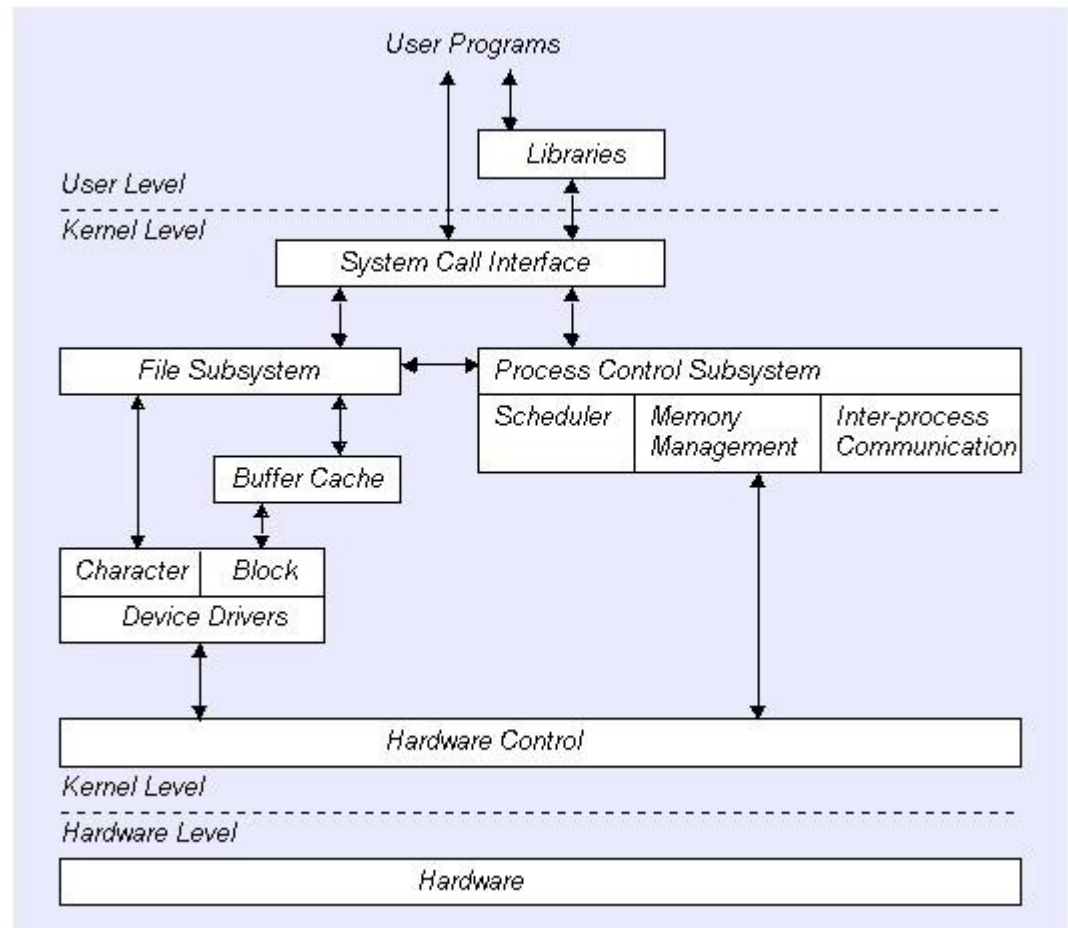 User Programs
Libraries
User Level
Kernel Level
System Call Interface
File Subsystem
Process Control Subsystem
Scheduler
Memory
Management
Inter-process
Communication
Buffer Cache
Character
Block
Device Drivers
Hardware Control
Kernel Level
Hardware Level
Hardware